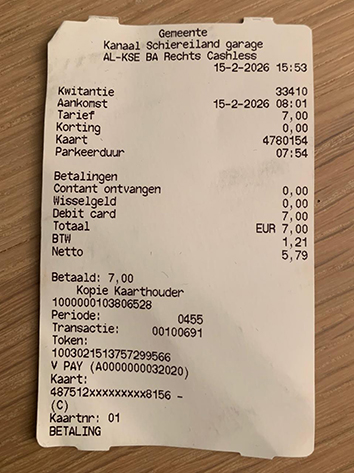 Gemeente
Kanaal Schiereiland garage
AL-KSE BA Rechts Cashless
15-2-2026 15:53
Kwitantie 33410
Aankomst 15-2-2026 08:01
Tarief 7,00
Korting 0,00
Kaart 4780154
Parkeerduur 07:54
Betalingen
Contant ontvangen 0,00
Wisselgeld 0,00
Debit card 7,00
Totaal EUR 7,00
BTW 1,21
Netto 5,79
Betaald: 7,00
Kopie Kaarthouder
1000000103806528
Periode: 0455
Transactie: 00100691
Token:
1003021513757299566
V PAY (A0000000032020)
Kaart:
487512xxxxxxxxx8156 -
(C)
Kaartnr: 01
BETALING